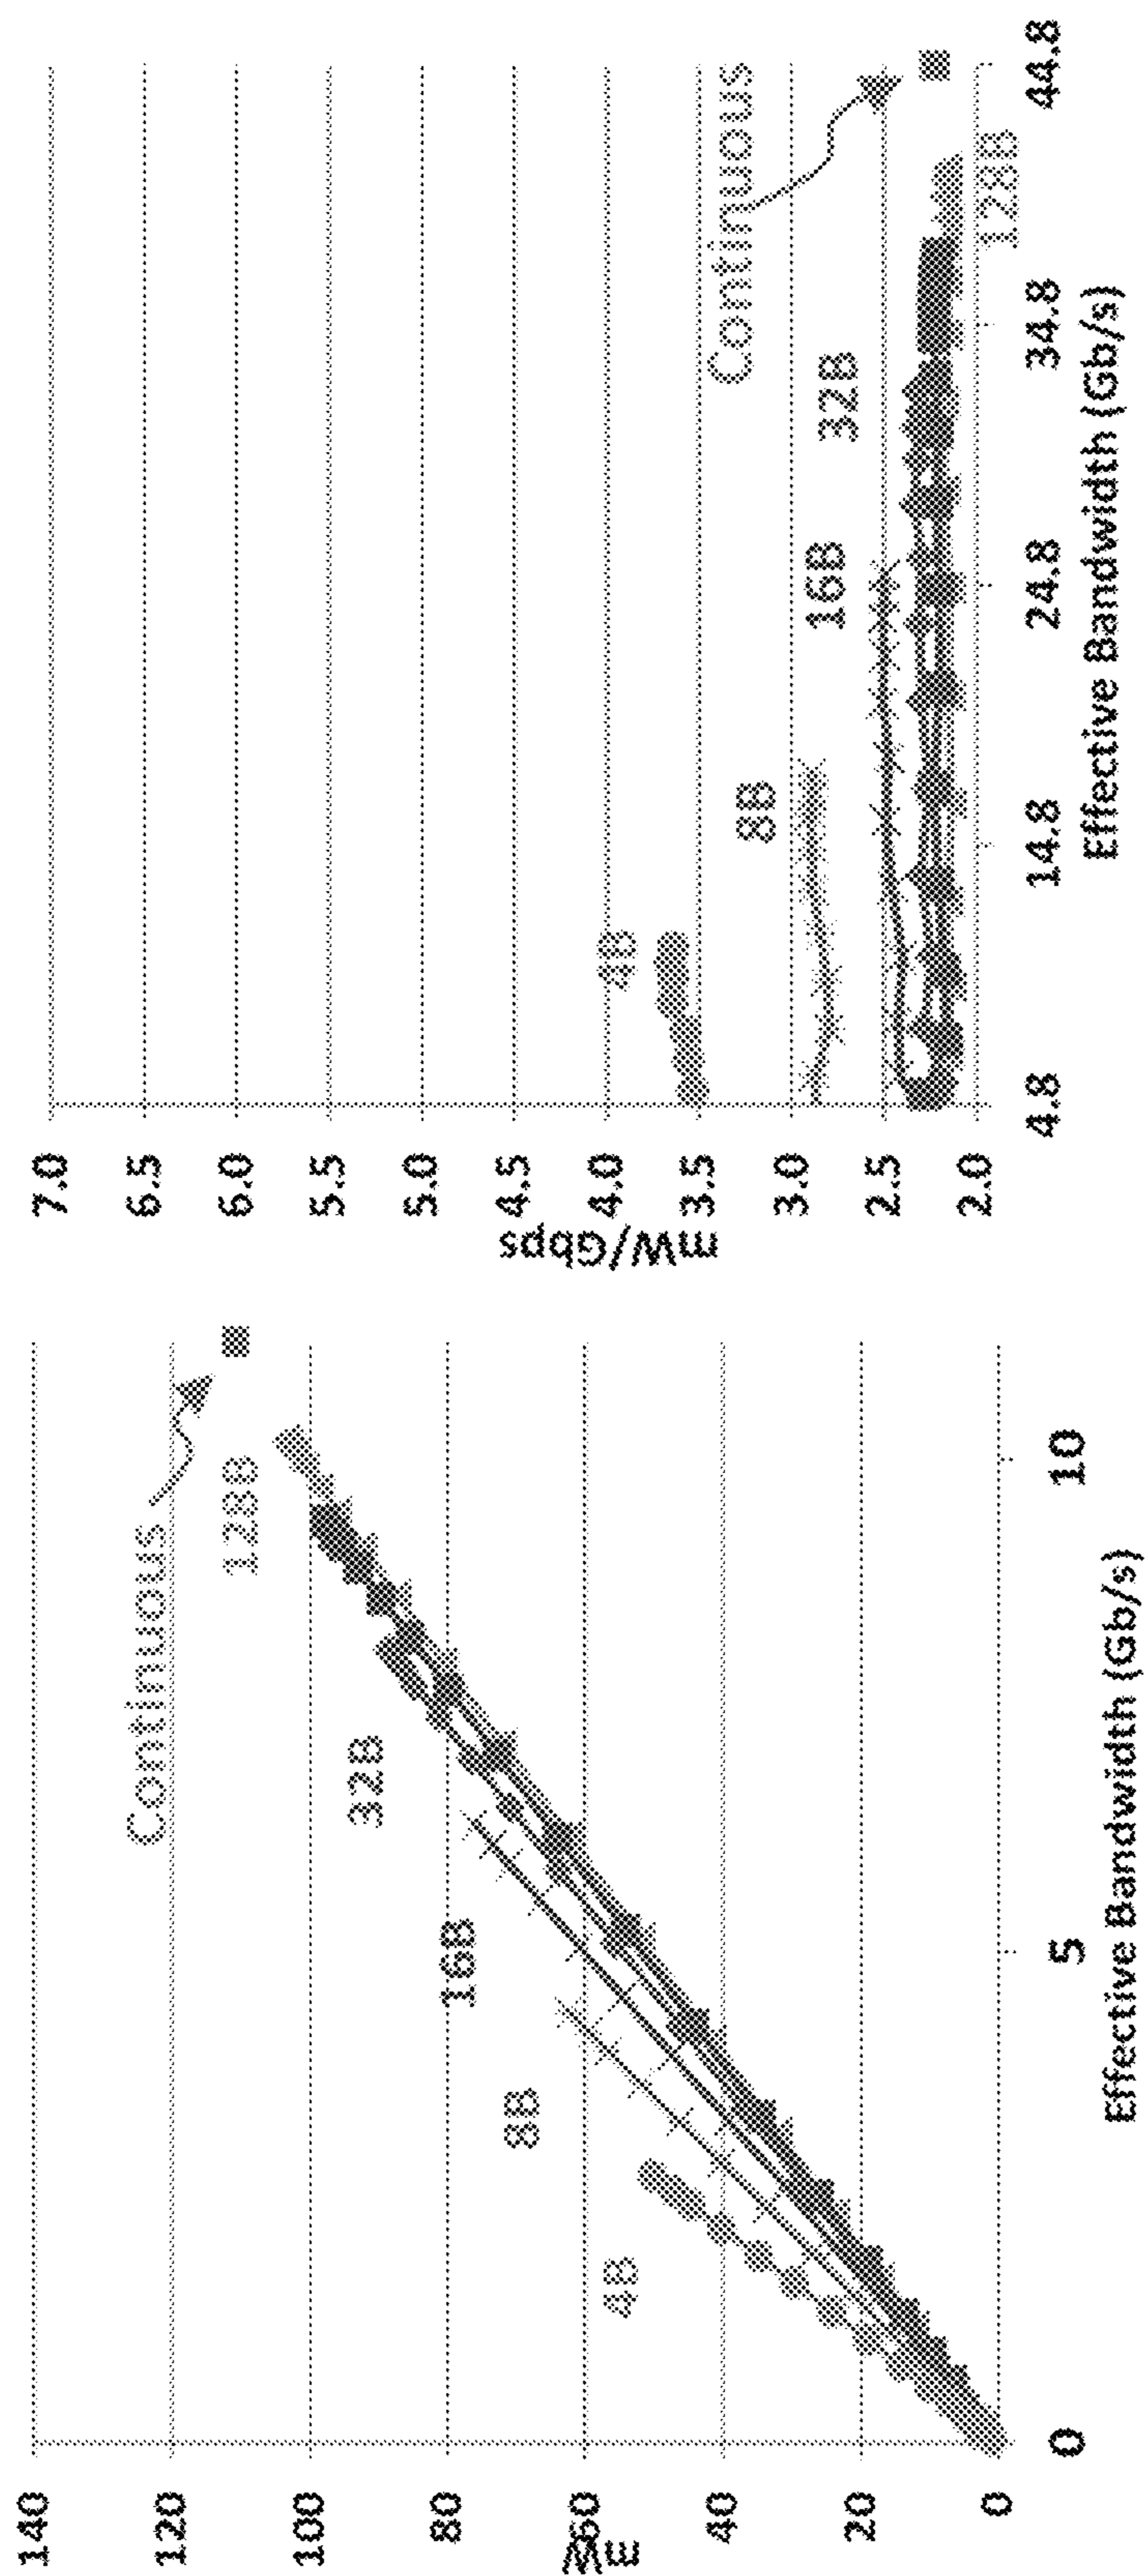 140
120
100
80
60
40
20
0
mW
Continuous
128B
32B
16B
8B
4B
0
5
10
Effective Bandwidth (Gb/s)
7.0
6.5
6.0
5.5
5.0
4.5
4.0
3.5
3.0
2.5
2.0
mW/Gbps
4B
8B
16B
32B
Continuous
128B
4.8
14.8
24.8
34.8
44.8
Effective Bandwidth (Gb/s)